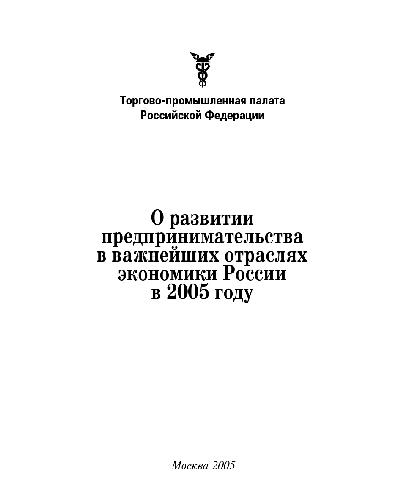 Торгово-промышленная палата
Российской Федерации
О развитии
предпринимательства
в важнейших отраслях
экономики России
в 2005 году
Москва 2005